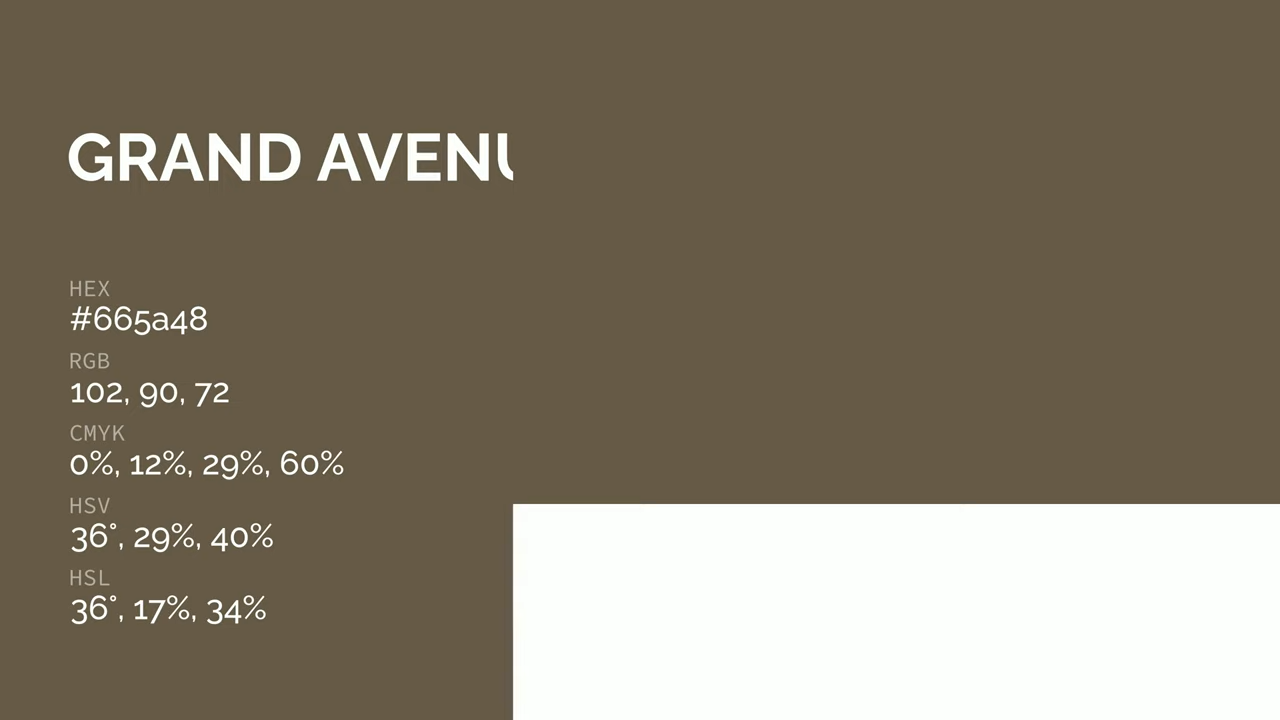 GRAND AVENU
HEX
#665a48
RGB
102, 90, 72
CMYK
0%, 12%, 29%, 60%
HSV
36°, 29%, 40%
HSL
36°, 17%, 34%